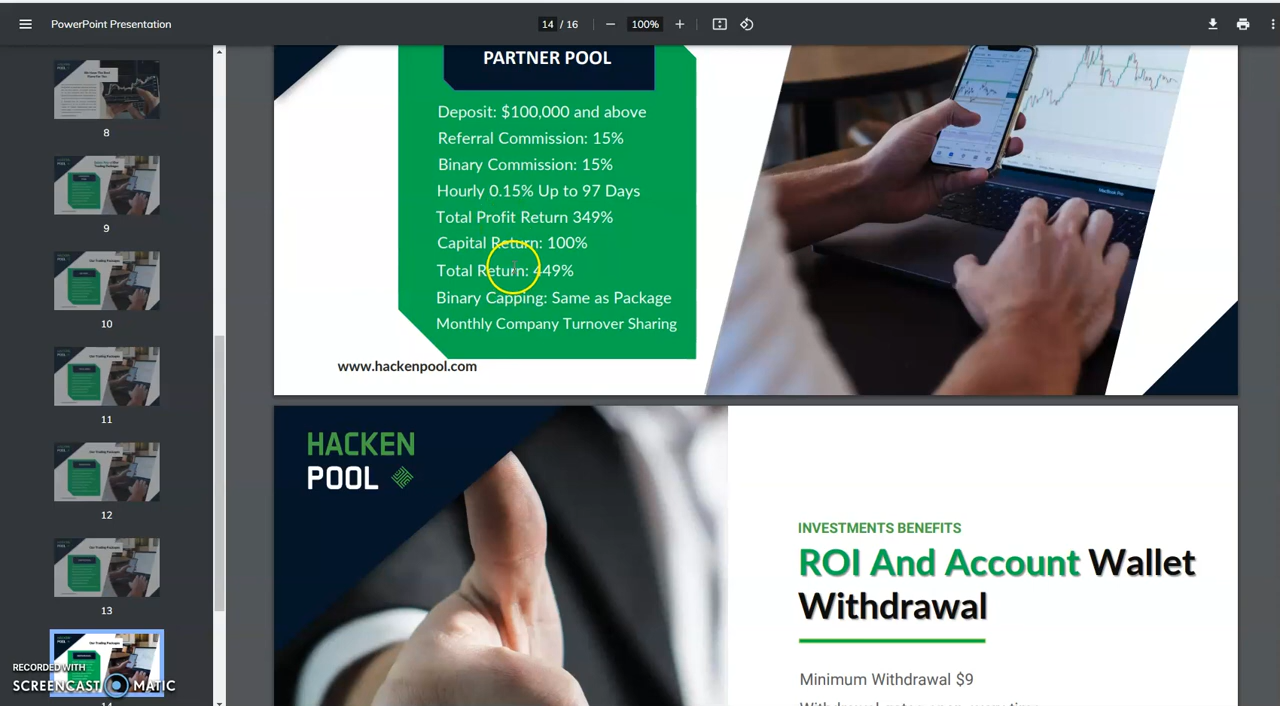 PowerPoint Presentation
14 / 16
100%
8
9
10
11
12
13
PARTNER POOL
Deposit: $100,000 and above
Referral Commission: 15%
Binary Commission: 15%
Hourly 0.15% Up to 97 Days
Total Profit Return 349%
Capital Return: 100%
Total Return: 449%
Binary Capping: Same as Package
Monthly Company Turnover Sharing
www.hackenpool.com
HACKEN
POOL
INVESTMENTS BENEFITS
ROI And Account Wallet
Withdrawal
Minimum Withdrawal $9
RECORDED WITH
SCREENCAST MATIC